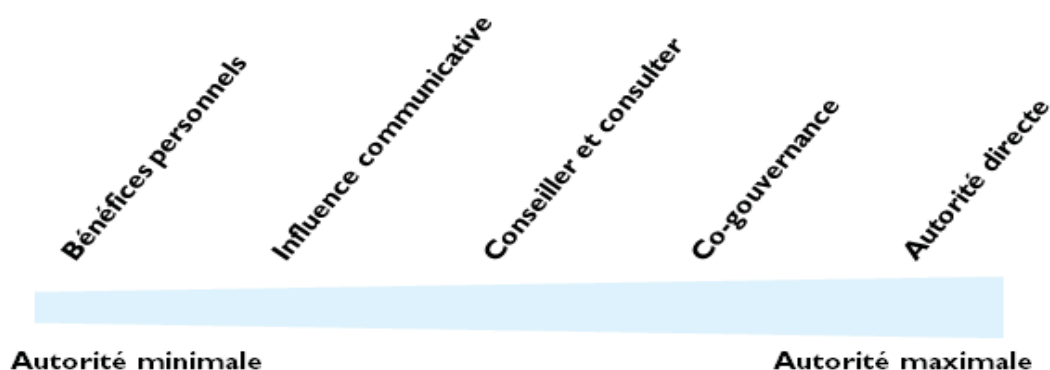 Bénéfices personnels
Influence communicative
Conseiller et consulter
Co-gouvernance
Autorité directe
Autorité minimale
Autorité maximale